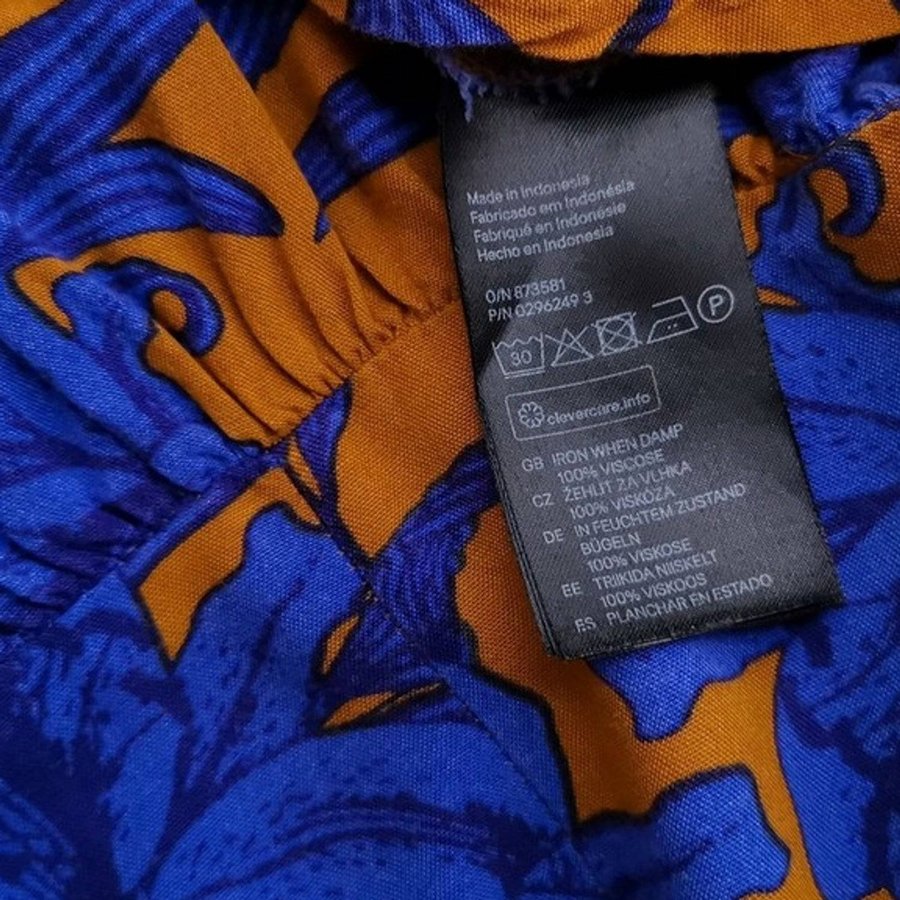 Made in Indonesia
Fabricado em Indonésia
Fabriqué en Indonésie
Hecho en Indonesia
O/N 873581
P/N 0296249 3
30 P
clevercare.info
GB IRON WHEN DAMP
100% VISCOSE
CZ ŽEHLIT ZA VLHKA
100% VISKÓZA
DE IN FEUCHTEM ZUSTAND
BÜGELN
100% VISKOSE
EE TRIIKIDA NIISKELT
100% VISKOOS
ES PLANCHAR EN ESTADO